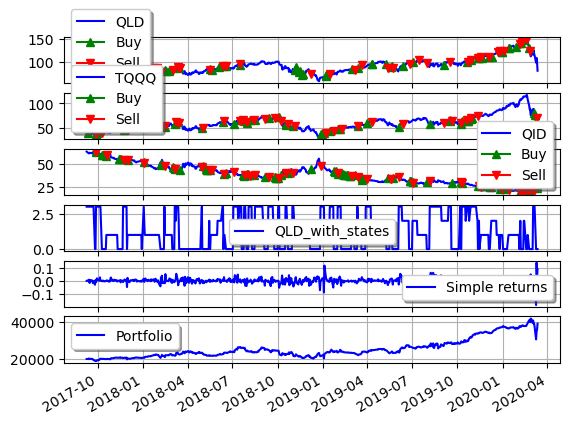 QLD
Buy
Sell
150
100
TQQQ
Buy
Sell
100
50
QID
Buy
Sell
50
25
QLD_with_states
2.5
0.0
Simple returns
0.1
0.0
−0.1
Portfolio
40000
20000
2017-10
2018-01
2018-04
2018-07
2018-10
2019-01
2019-04
2019-07
2019-10
2020-01
2020-04